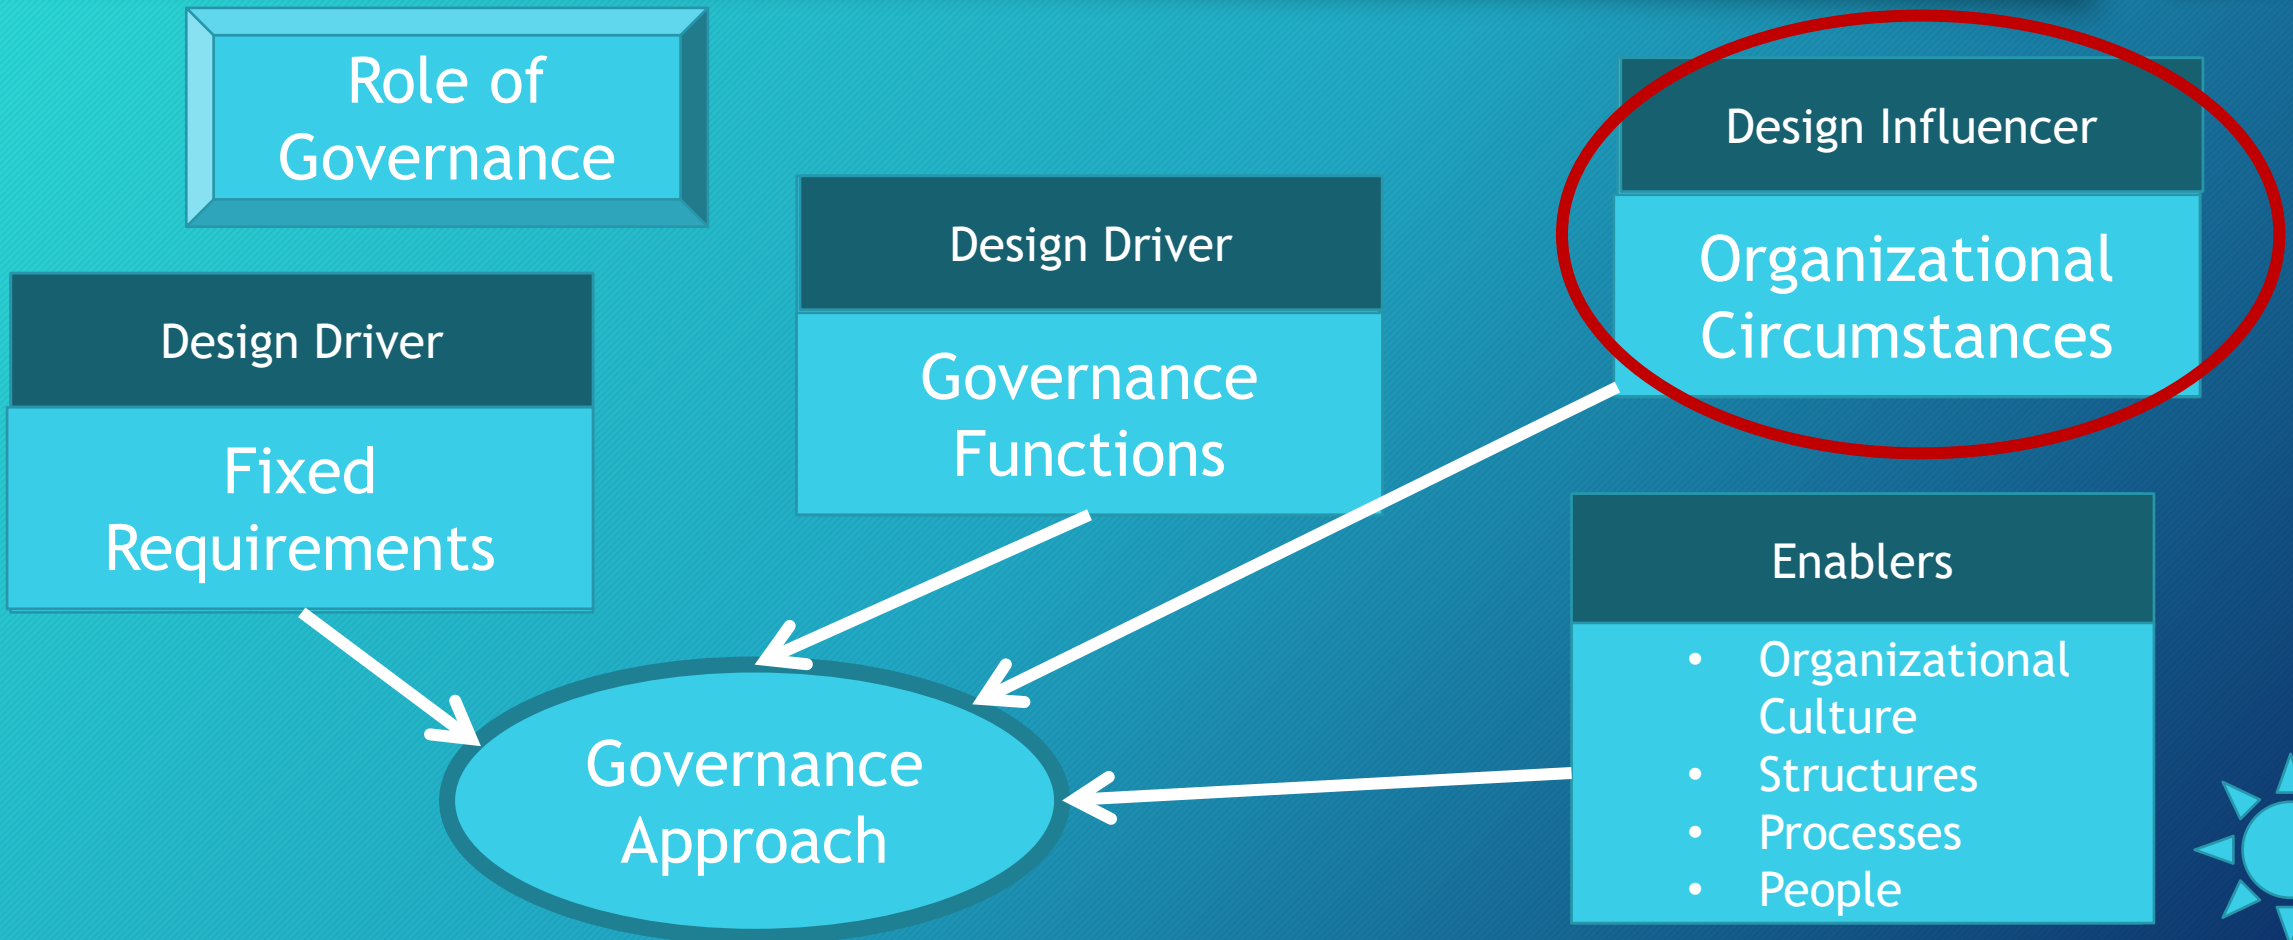 Role of
Governance
Design Driver
Fixed
Requirements
Design Driver
Governance
Functions
Design Influencer
Organizational
Circumstances
Enablers
• Organizational
Culture
• Structures
• Processes
• People
Governance
Approach